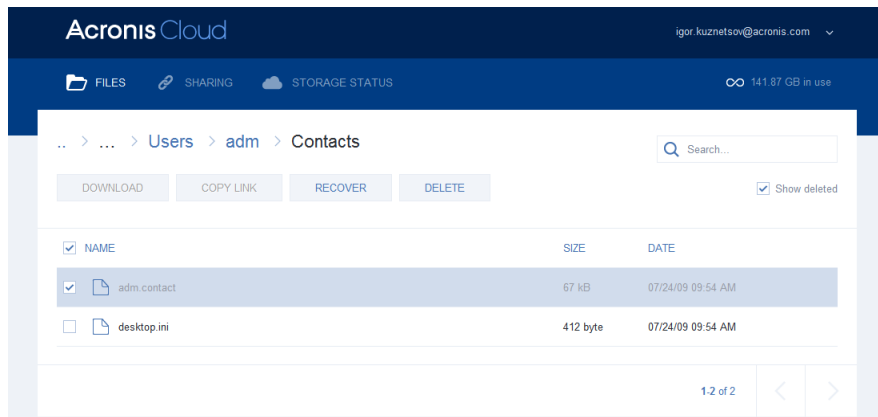 Acronis Cloud
igor.kuznetsov@acronis.com
FILES SHARING STORAGE STATUS 141.87 GB in use
.. > ... > Users > adm > Contacts
Search...
DOWNLOAD COPY LINK RECOVER DELETE
Show deleted
NAME SIZE DATE
adm.contact 67 kB 07/24/09 09:54 AM
desktop.ini 412 byte 07/24/09 09:54 AM
1-2 of 2